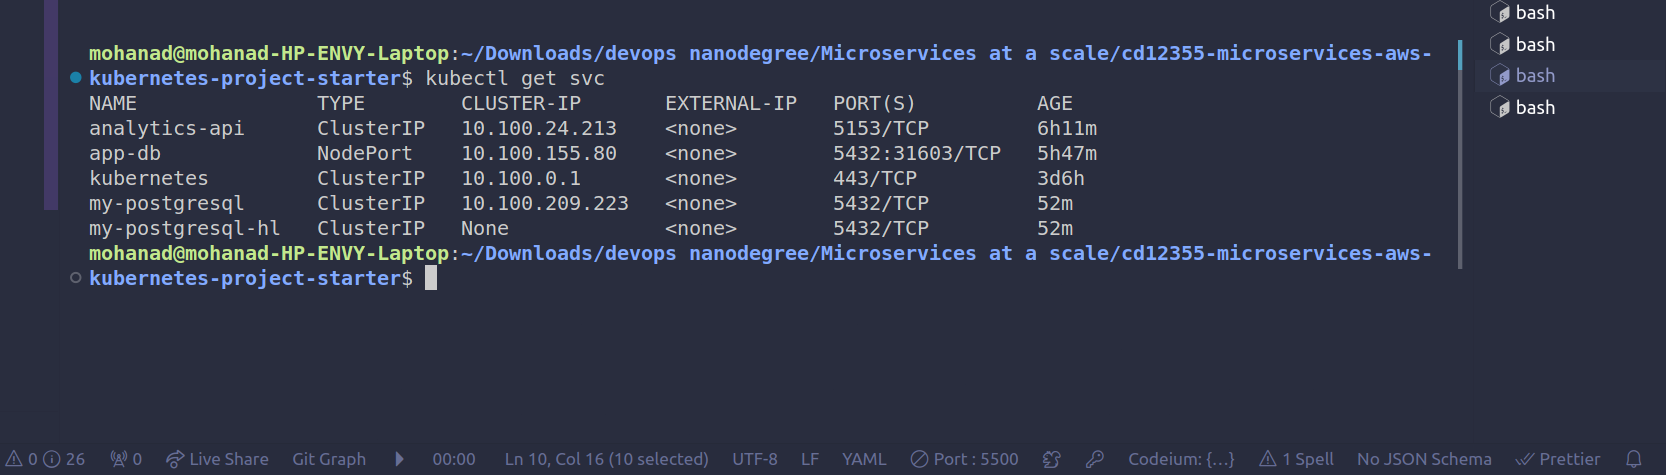 mohanad@mohanad-HP-ENVY-Laptop:~/Downloads/devops nanodegree/Microservices at a scale/cd12355-microservices-aws-
kubernetes-project-starter$ kubectl get svc
NAME TYPE CLUSTER-IP EXTERNAL-IP PORT(S) AGE
analytics-api ClusterIP 10.100.24.213 <none> 5153/TCP 6h11m
app-db NodePort 10.100.155.80 <none> 5432:31603/TCP 5h47m
kubernetes ClusterIP 10.100.0.1 <none> 443/TCP 3d6h
my-postgresql ClusterIP 10.100.209.223 <none> 5432/TCP 52m
my-postgresql-hl ClusterIP None <none> 5432/TCP 52m
mohanad@mohanad-HP-ENVY-Laptop:~/Downloads/devops nanodegree/Microservices at a scale/cd12355-microservices-aws-
kubernetes-project-starter$
bash
bash
bash
bash
0 26 0 Live Share Git Graph 00:00 Ln 10, Col 16 (10 selected) UTF-8 LF YAML Port : 5500 Codeium: {...} 1 Spell No JSON Schema Prettier